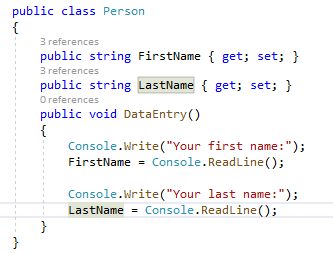 public class Person
{
3 references
public string FirstName { get; set; }
3 references
public string LastName { get; set; }
0 references
public void DataEntry()
{
Console.Write("Your first name:");
FirstName = Console.ReadLine();
Console.Write("Your last name:");
LastName = Console.ReadLine();
}
}